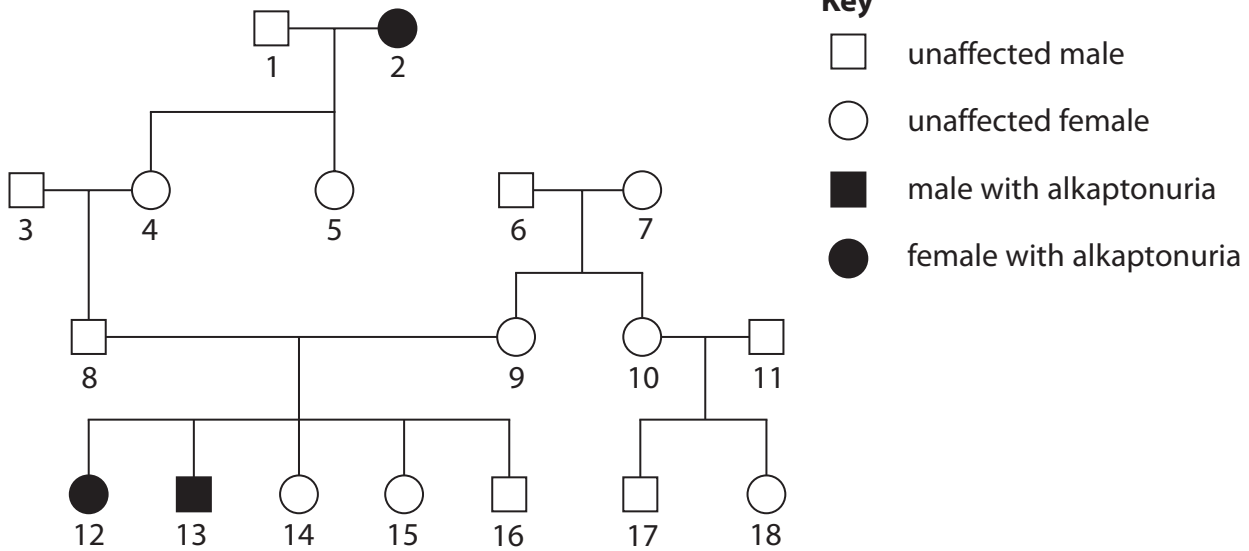 Key
unaffected male
unaffected female
male with alkaptonuria
female with alkaptonuria
1 2
3 4 5 6 7
8 9 10 11
12 13 14 15 16 17 18